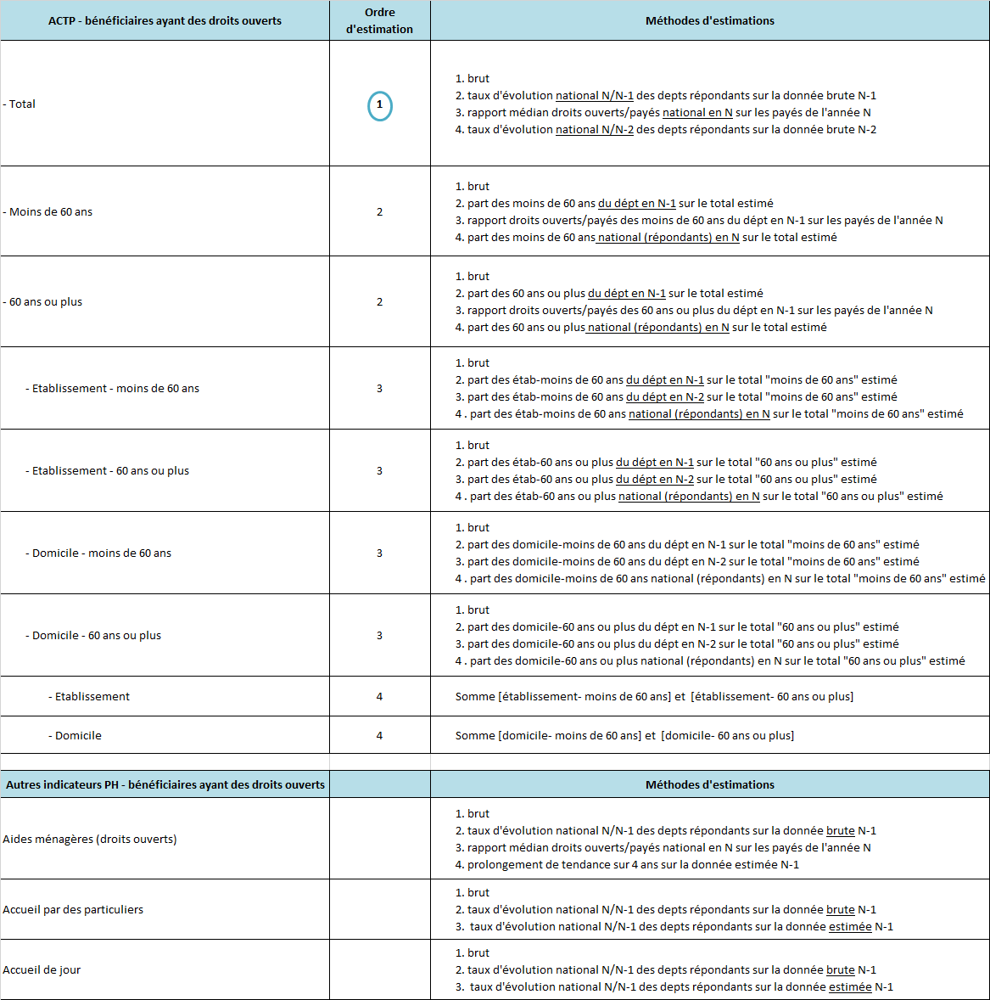 ACTP - bénéficiaires ayant des droits ouverts
Ordre
d'estimation
Méthodes d'estimations
- Total
1
1. brut
2. taux d'évolution national N/N-1 des depts répondants sur la donnée brute N-1
3. rapport médian droits ouverts/payés national en N sur les payés de l'année N
4. taux d'évolution national N/N-2 des depts répondants sur la donnée brute N-2
- Moins de 60 ans
2
1. brut
2. part des moins de 60 ans du dépt en N-1 sur le total estimé
3. rapport droits ouverts/payés des moins de 60 ans du dépt en N-1 sur les payés de l'année N
4. part des moins de 60 ans national (répondants) en N sur le total estimé
- 60 ans ou plus
2
1. brut
2. part des 60 ans ou plus du dépt en N-1 sur le total estimé
3. rapport droits ouverts/payés des 60 ans ou plus du dépt en N-1 sur les payés de l'année N
4. part des 60 ans ou plus national (répondants) en N sur le total estimé
- Etablissement - moins de 60 ans
3
1. brut
2. part des étab-moins de 60 ans du dépt en N-1 sur le total "moins de 60 ans" estimé
3. part des étab-moins de 60 ans du dépt en N-2 sur le total "moins de 60 ans" estimé
4 . part des étab-moins de 60 ans national (répondants) en N sur le total "moins de 60 ans" estimé
- Etablissement - 60 ans ou plus
3
1. brut
2. part des étab-60 ans ou plus du dépt en N-1 sur le total "60 ans ou plus" estimé
3. part des étab-60 ans ou plus du dépt en N-2 sur le total "60 ans ou plus" estimé
4 . part des étab-60 ans ou plus national (répondants) en N sur le total "60 ans ou plus" estimé
- Domicile - moins de 60 ans
3
1. brut
2. part des domicile-moins de 60 ans du dépt en N-1 sur le total "moins de 60 ans" estimé
3. part des domicile-moins de 60 ans du dépt en N-2 sur le total "moins de 60 ans" estimé
4 . part des domicile-moins de 60 ans national (répondants) en N sur le total "moins de 60 ans" estimé
- Domicile - 60 ans ou plus
3
1. brut
2. part des domicile-60 ans ou plus du dépt en N-1 sur le total "60 ans ou plus" estimé
3. part des domicile-60 ans ou plus du dépt en N-2 sur le total "60 ans ou plus" estimé
4 . part des domicile-60 ans ou plus national (répondants) en N sur le total "60 ans ou plus" estimé
- Etablissement
4
Somme [établissement- moins de 60 ans] et [établissement- 60 ans ou plus]
- Domicile
4
Somme [domicile- moins de 60 ans] et [domicile- 60 ans ou plus]
Autres indicateurs PH - bénéficiaires ayant des droits ouverts
Méthodes d'estimations
Aides ménagères (droits ouverts)
1. brut
2. taux d'évolution national N/N-1 des depts répondants sur la donnée brute N-1
3. rapport médian droits ouverts/payés national en N sur les payés de l'année N
4. prolongement de tendance sur 4 ans sur la donnée estimée N-1
Accueil par des particuliers
1. brut
2. taux d'évolution national N/N-1 des depts répondants sur la donnée brute N-1
3. taux d'évolution national N/N-1 des depts répondants sur la donnée estimée N-1
Accueil de jour
1. brut
2. taux d'évolution national N/N-1 des depts répondants sur la donnée brute N-1
3. taux d'évolution national N/N-1 des depts répondants sur la donnée estimée N-1